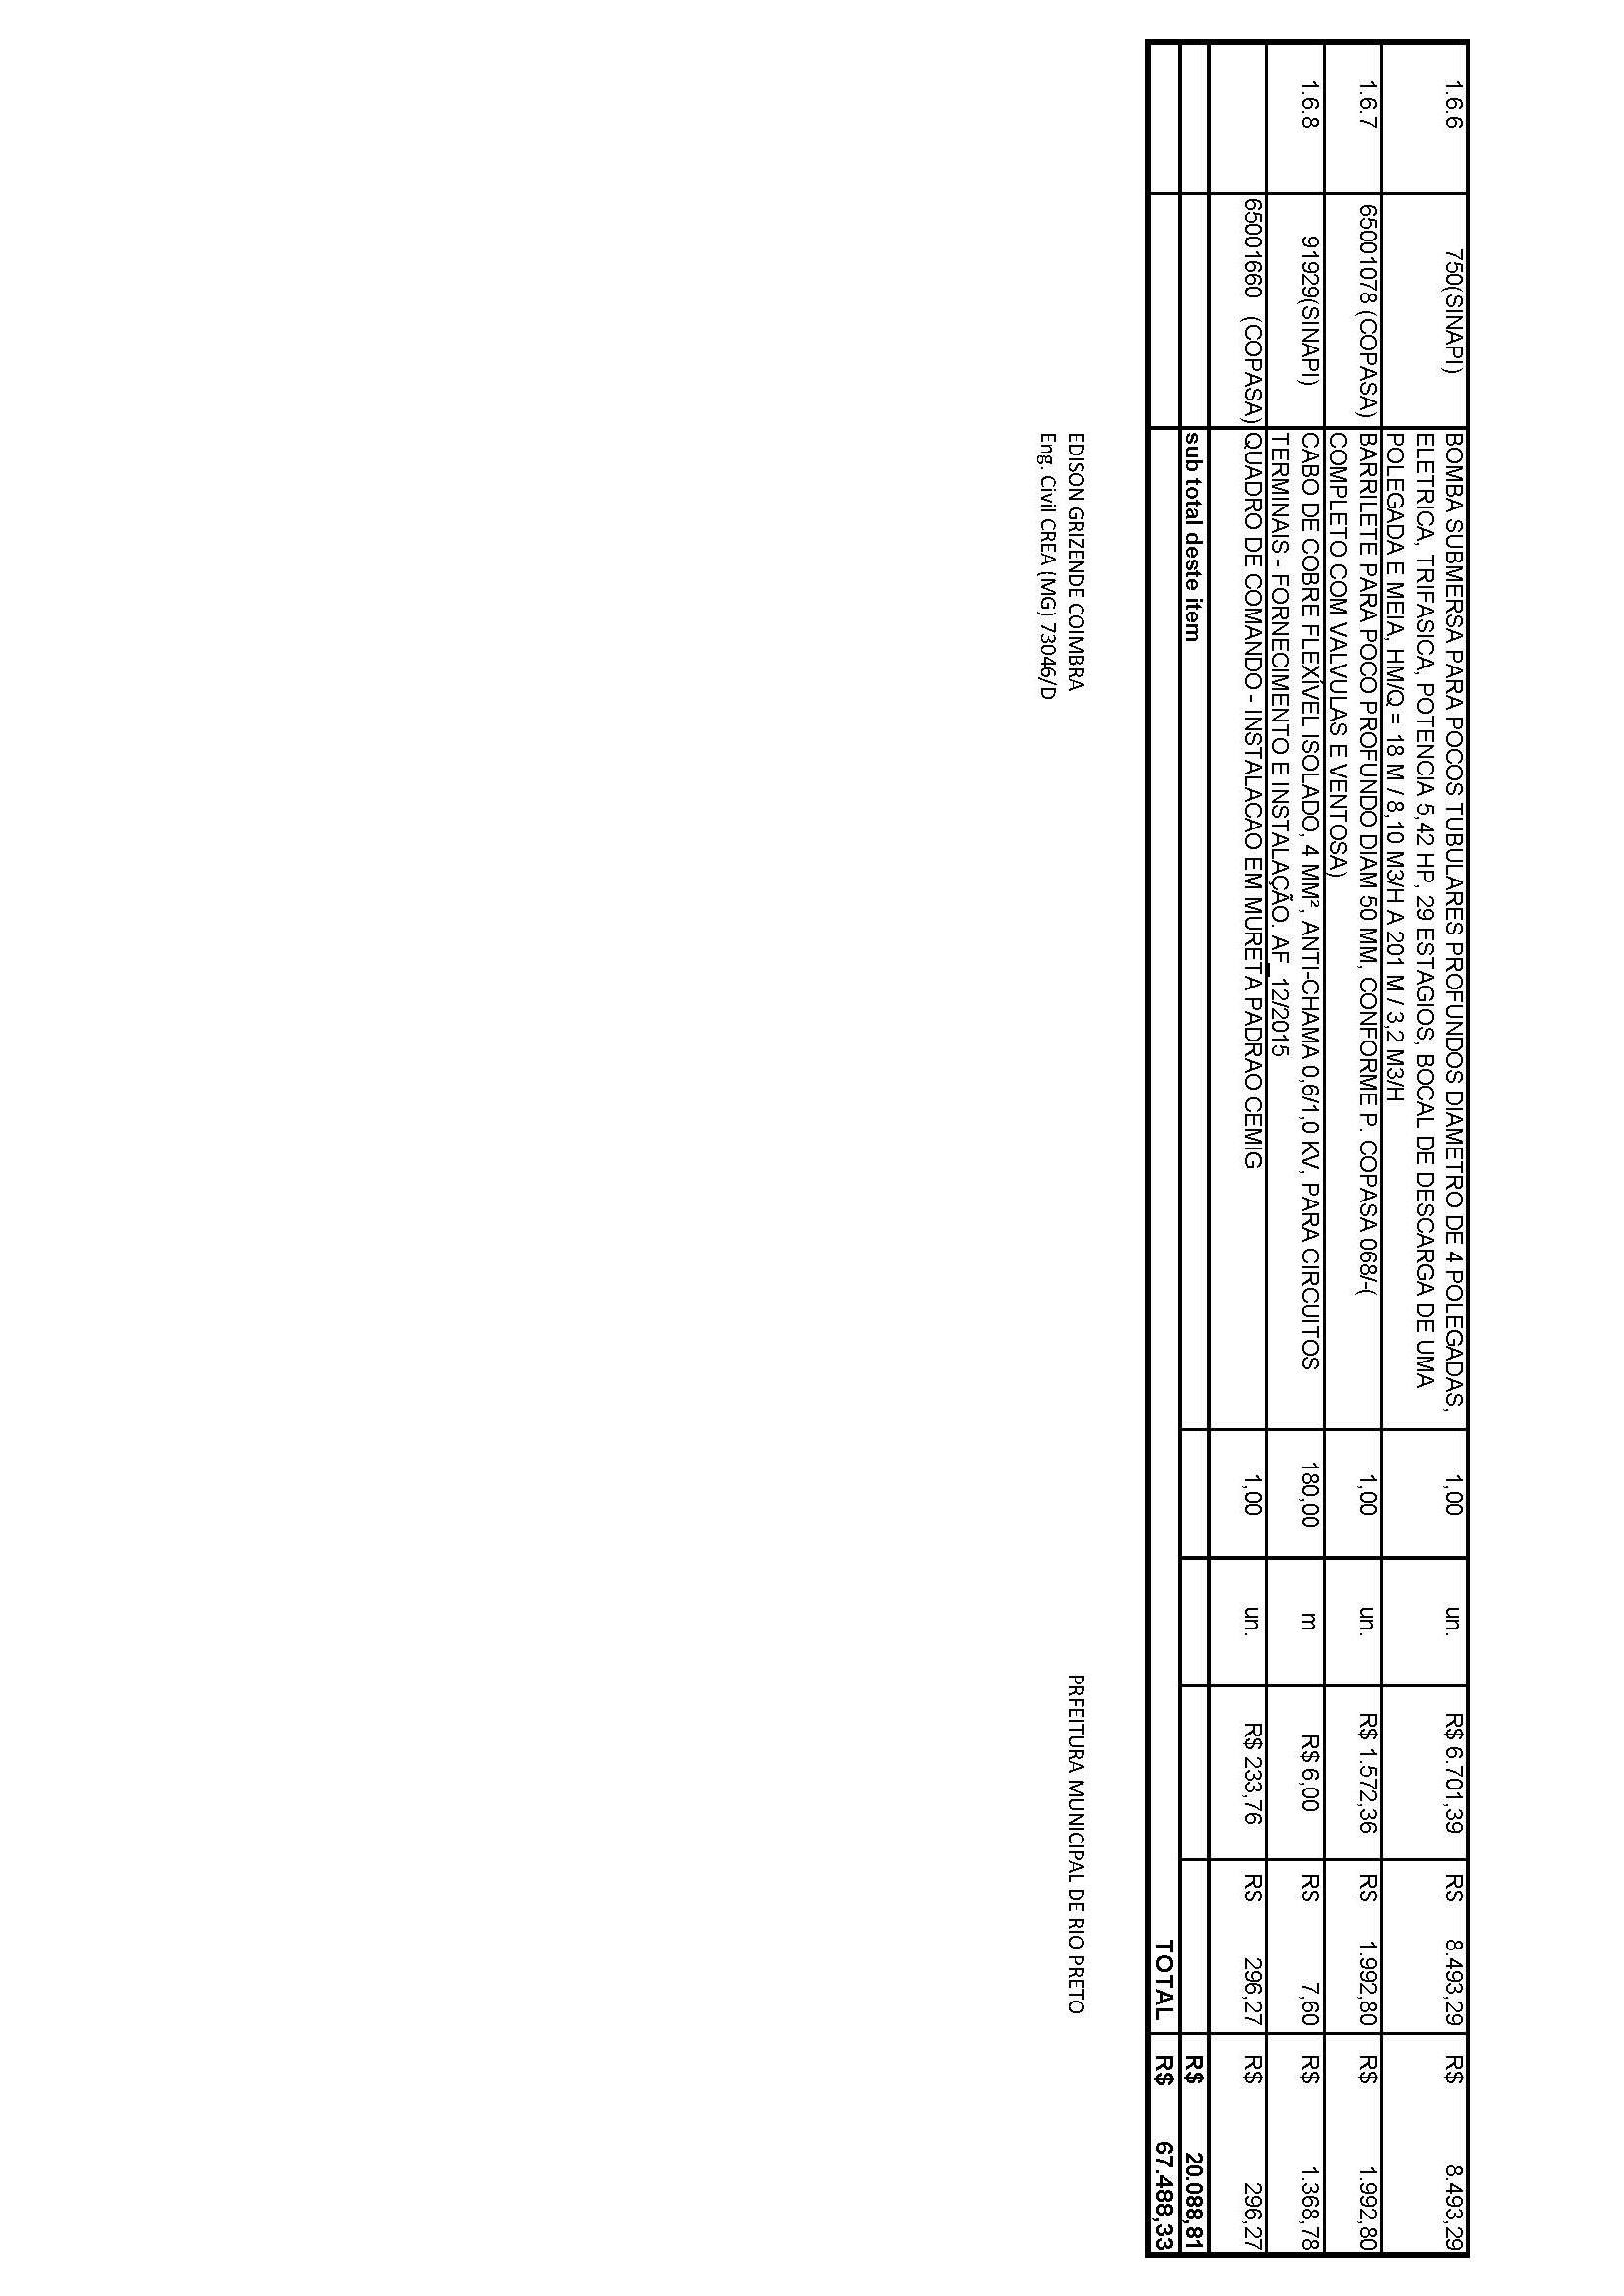 1.6.6 750(SINAPI) BOMBA SUBMERSA PARA POCOS TUBULARES PROFUNDOS DIAMETRO DE 4 POLEGADAS,
ELETRICA, TRIFASICA, POTENCIA 5,42 HP, 29 ESTAGIOS, BOCAL DE DESCARGA DE UMA
POLEGADA E MEIA, HM/Q = 18 M / 8,10 M3/H A 201 M / 3,2 M3/H
1,00 un. R$ 6.701,39 R$ 8.493,29 R$ 8.493,29
1.6.7 65001078 (COPASA) BARRILETE PARA POCO PROFUNDO DIAM 50 MM, CONFORME P. COPASA 068/-(
COMPLETO COM VALVULAS E VENTOSA)
1,00 un. R$ 1.572,36 R$ 1.992,80 R$ 1.992,80
1.6.8 91929(SINAPI) CABO DE COBRE FLEXÍVEL ISOLADO, 4 MM², ANTI-CHAMA 0,6/1,0 KV, PARA CIRCUITOS
TERMINAIS - FORNECIMENTO E INSTALAÇÃO. AF_12/2015
180,00 m R$ 6,00 R$ 7,60 R$ 1.368,78
65001660 (COPASA) QUADRO DE COMANDO - INSTALACAO EM MURETA PADRAO CEMIG 1,00 un. R$ 233,76 R$ 296,27 R$ 296,27
sub total deste item R$ 20.088,81
TOTAL R$ 67.488,33
EDISON GRIZENDE COIMBRA PRFEITURA MUNICIPAL DE RIO PRETO
Eng. Civil CREA (MG) 73046/D